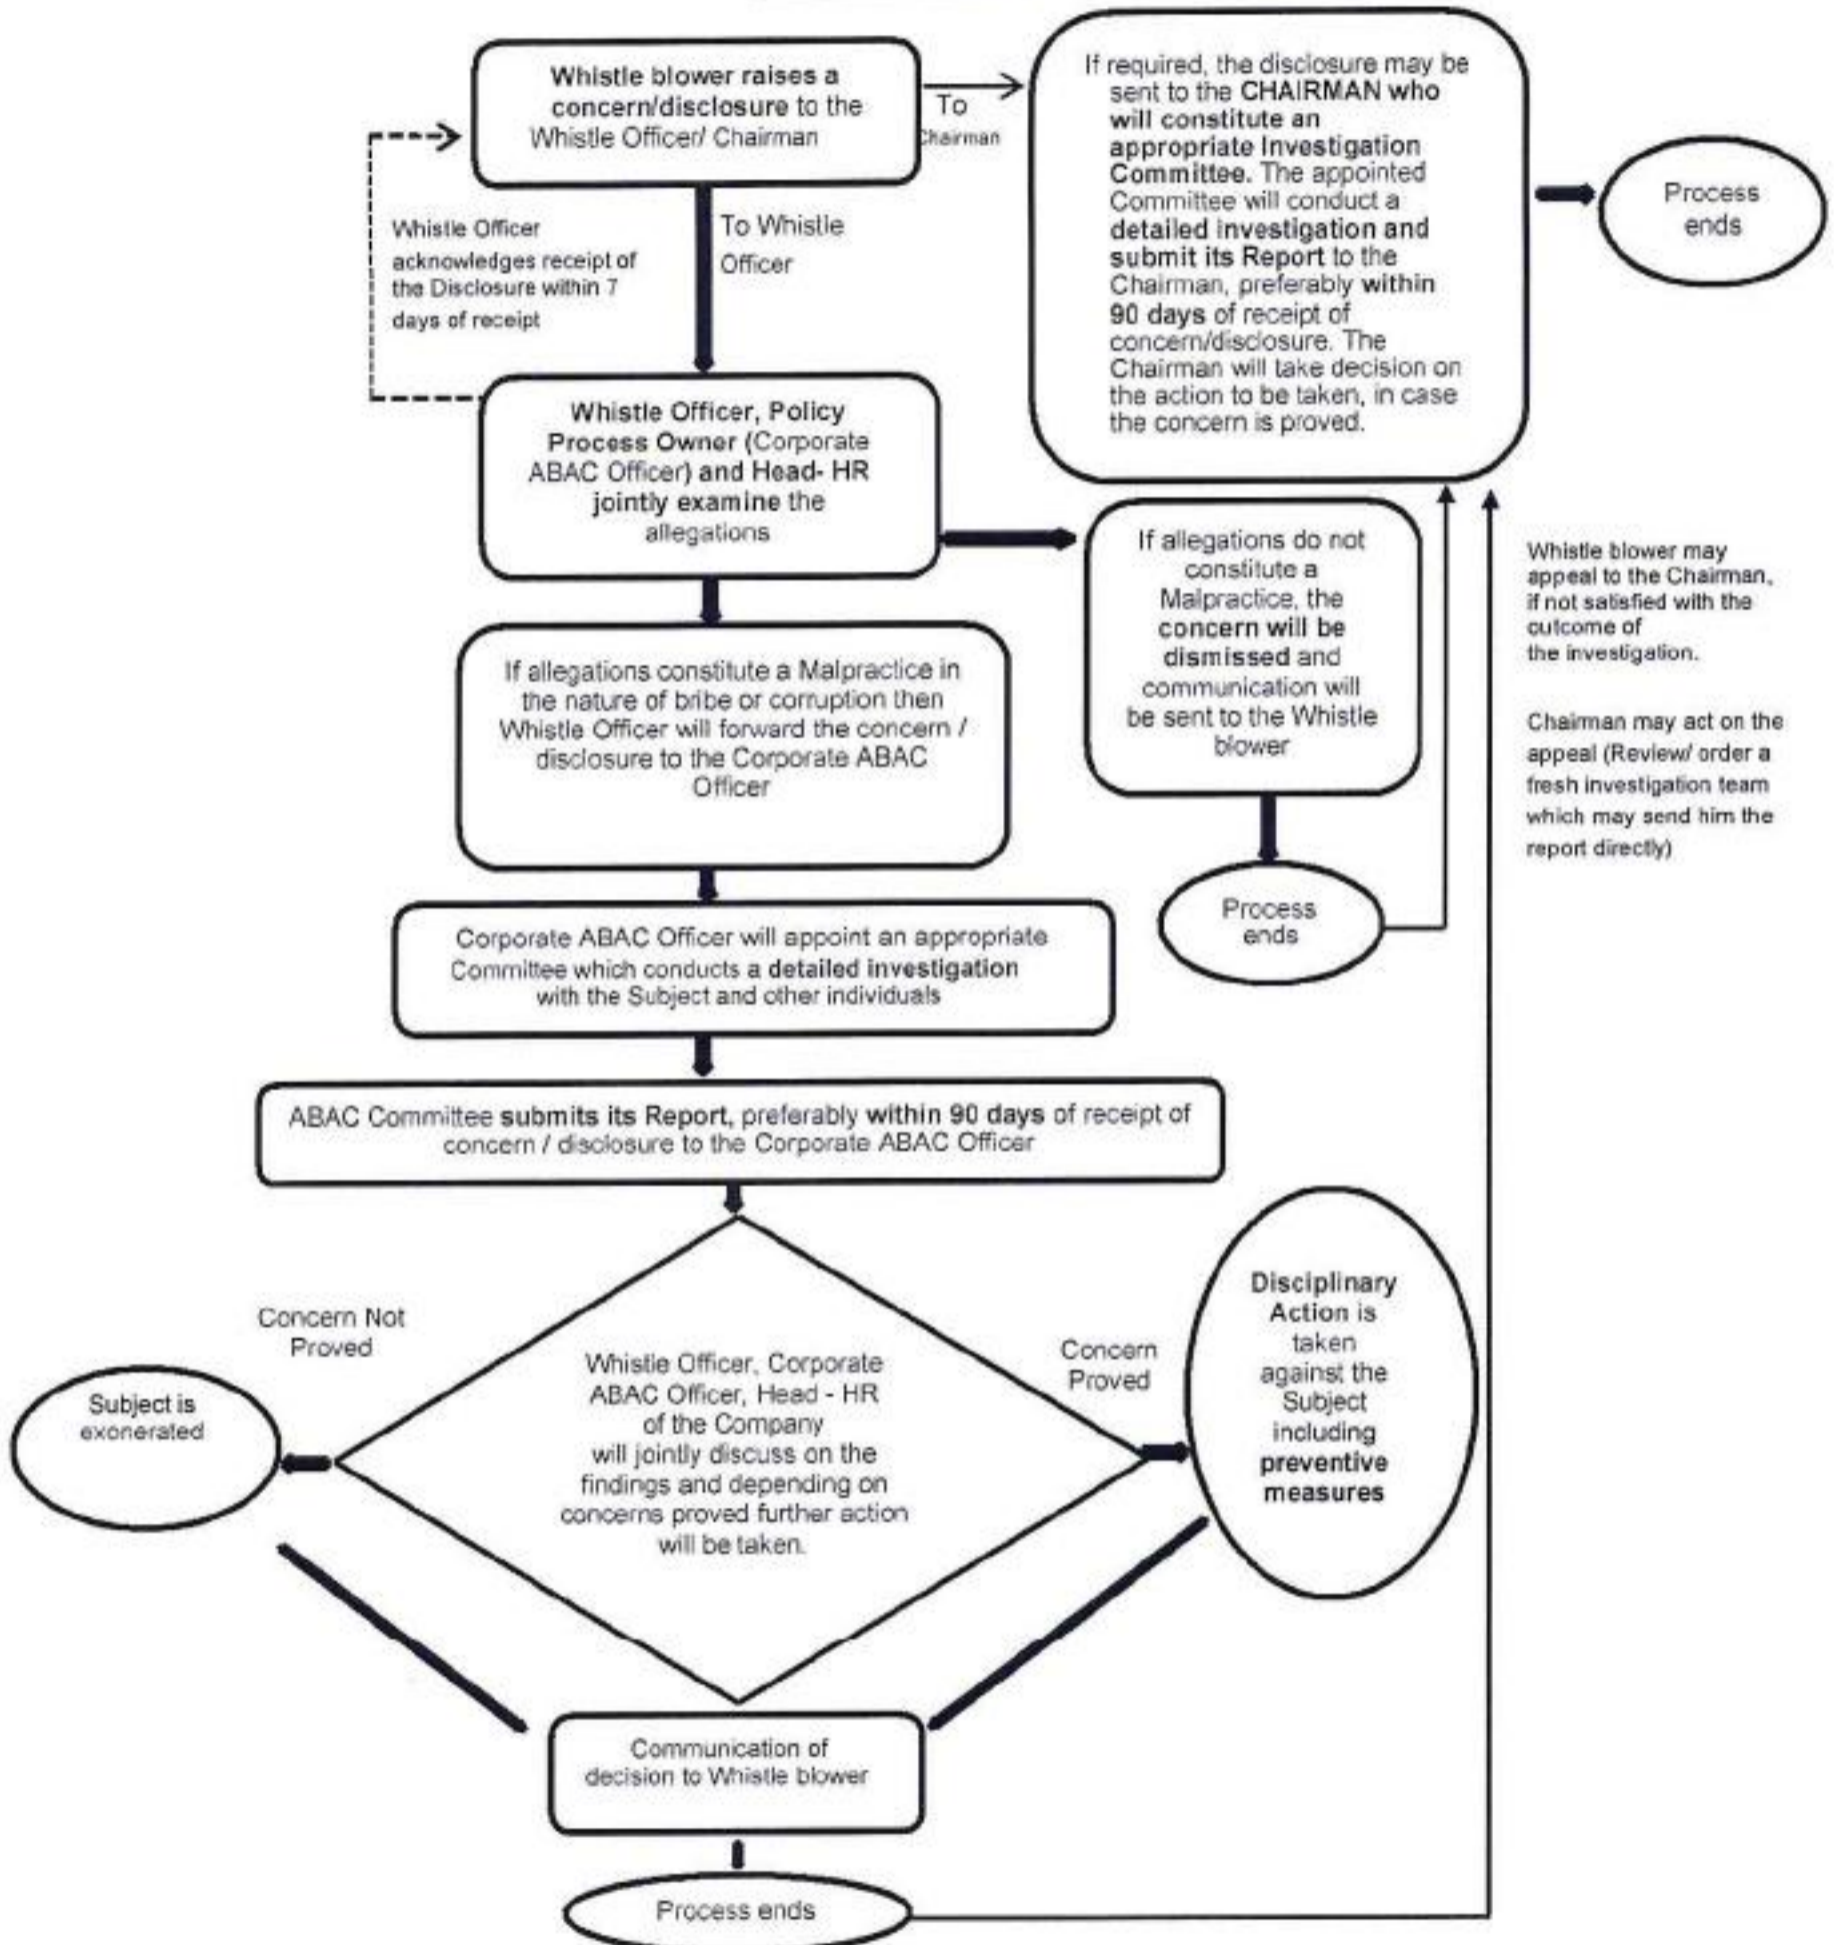 Whistle blower raises a
concern/disclosure to the
Whistle Officer/ Chairman
To
Chairman
If required, the disclosure may be
sent to the CHAIRMAN who
will constitute an
appropriate Investigation
Committee. The appointed
Committee will conduct a
detailed investigation and
submit its Report to the
Chairman, preferably within
90 days of receipt of
concern/disclosure. The
Chairman will take decision on
the action to be taken, in case
the concern is proved.
Process
ends
Whistle Officer
acknowledges receipt of
the Disclosure within 7
days of receipt
To Whistle
Officer
Whistle Officer, Policy
Process Owner (Corporate
ABAC Officer) and Head- HR
jointly examine the
allegations
If allegations do not
constitute a
Malpractice, the
concern will be
dismissed and
communication will
be sent to the Whistle
blower
Whistle blower may
appeal to the Chairman,
if not satisfied with the
outcome of
the investigation.
Chairman may act on the
appeal (Review/ order a
fresh investigation team
which may send him the
report directly)
If allegations constitute a Malpractice in
the nature of bribe or corruption then
Whistle Officer will forward the concern /
disclosure to the Corporate ABAC
Officer
Process
ends
Corporate ABAC Officer will appoint an appropriate
Committee which conducts a detailed investigation
with the Subject and other individuals
ABAC Committee submits its Report, preferably within 90 days of receipt of
concern / disclosure to the Corporate ABAC Officer
Concern Not
Proved
Subject is
exonerated
Whistle Officer, Corporate
ABAC Officer, Head - HR
of the Company
will jointly discuss on the
findings and depending on
concerns proved further action
will be taken.
Concern
Proved
Disciplinary
Action is
taken
against the
Subject
including
preventive
measures
Communication of
decision to Whistle blower
Process ends